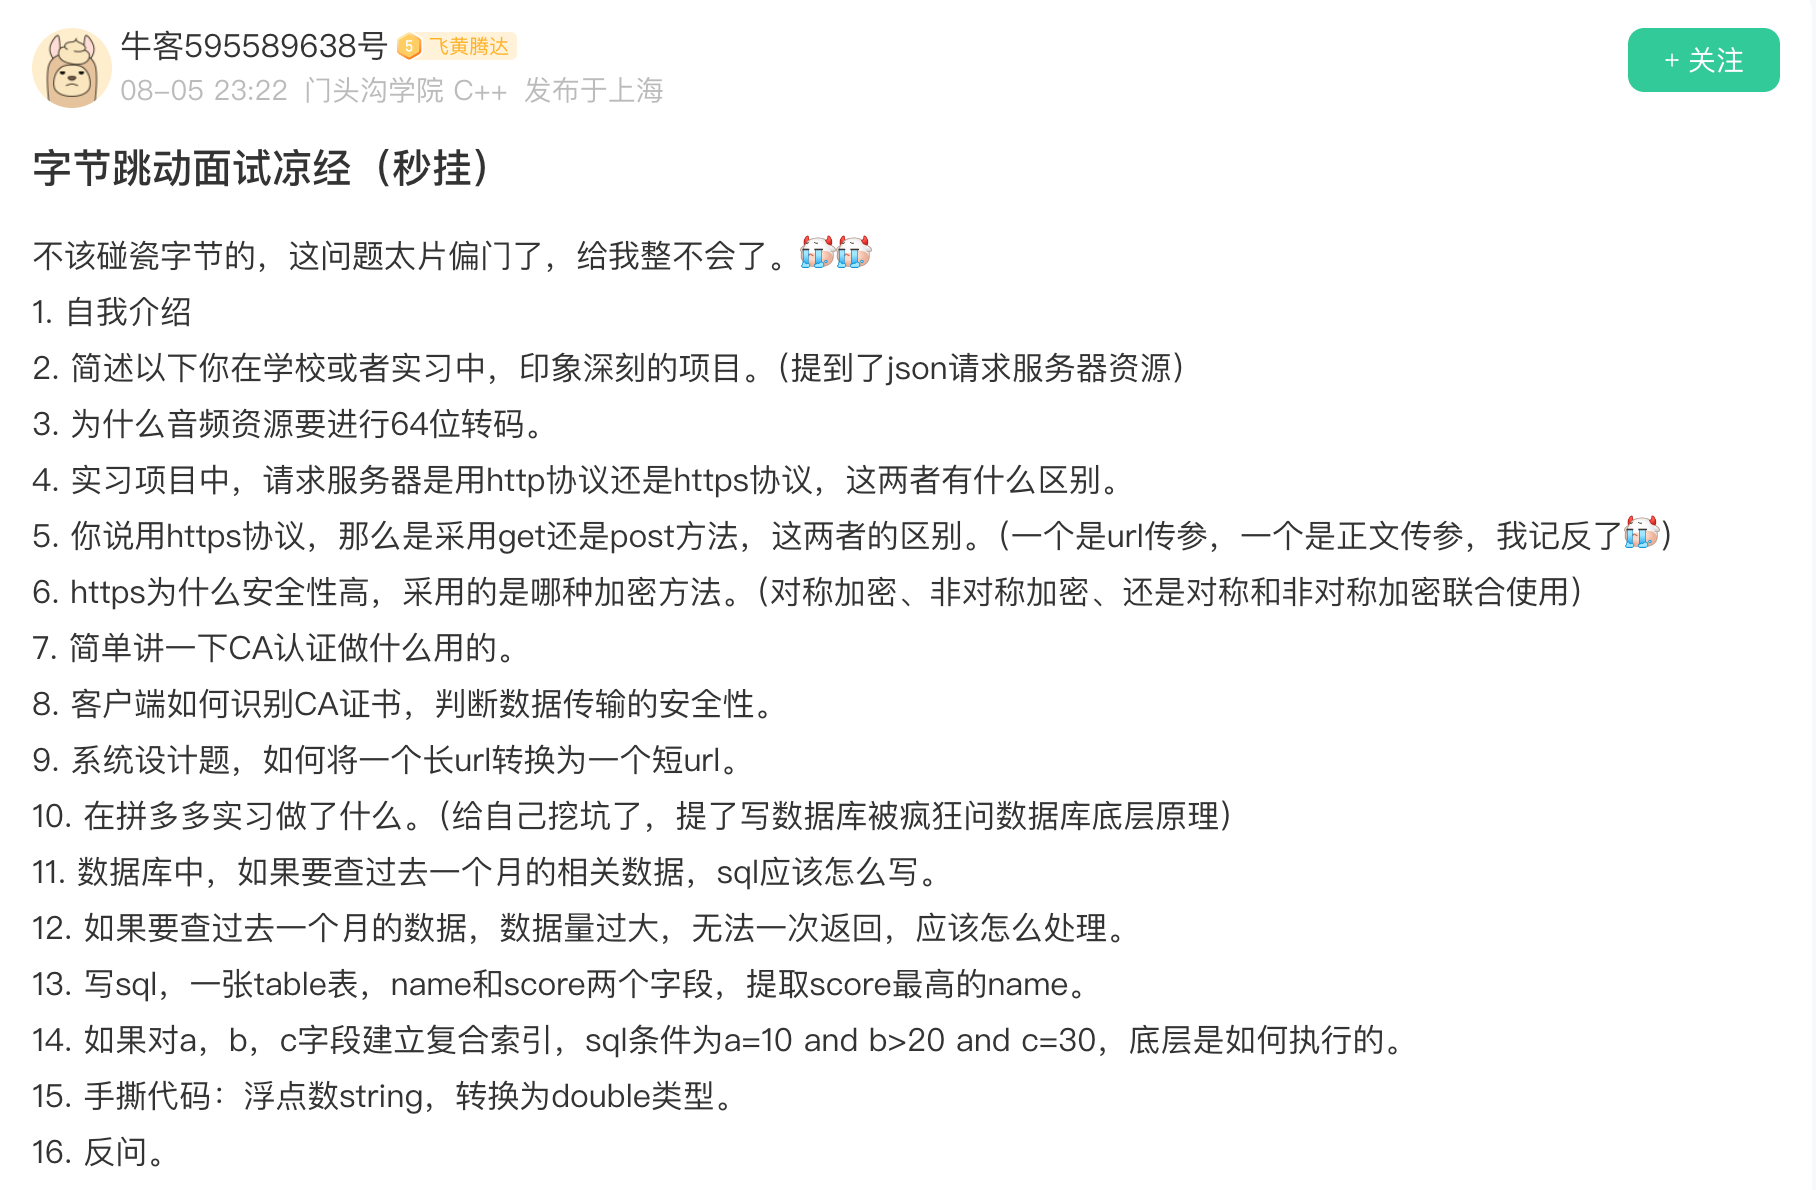 牛客595589638号 5 飞黄腾达
08-05 23:22 门头沟学院 C++ 发布于上海
+ 关注
字节跳动面试凉经（秒挂）
不该碰瓷字节的，这问题太片偏门了，给我整不会了。
1. 自我介绍
2. 简述以下你在学校或者实习中，印象深刻的项目。（提到了json请求服务器资源）
3. 为什么音频资源要进行64位转码。
4. 实习项目中，请求服务器是用http协议还是https协议，这两者有什么区别。
5. 你说用https协议，那么是采用get还是post方法，这两者的区别。（一个是url传参，一个是正文传参，我记反了）
6. https为什么安全性高，采用的是哪种加密方法。（对称加密、非对称加密、还是对称和非对称加密联合使用）
7. 简单讲一下CA认证做什么用的。
8. 客户端如何识别CA证书，判断数据传输的安全性。
9. 系统设计题，如何将一个长url转换为一个短url。
10. 在拼多多实习做了什么。（给自己挖坑了，提了写数据库被疯狂问数据库底层原理）
11. 数据库中，如果要查过去一个月的相关数据，sql应该怎么写。
12. 如果要查过去一个月的数据，数据量过大，无法一次返回，应该怎么处理。
13. 写sql，一张table表，name和score两个字段，提取score最高的name。
14. 如果对a，b，c字段建立复合索引，sql条件为a=10 and b>20 and c=30，底层是如何执行的。
15. 手撕代码：浮点数string，转换为double类型。
16. 反问。